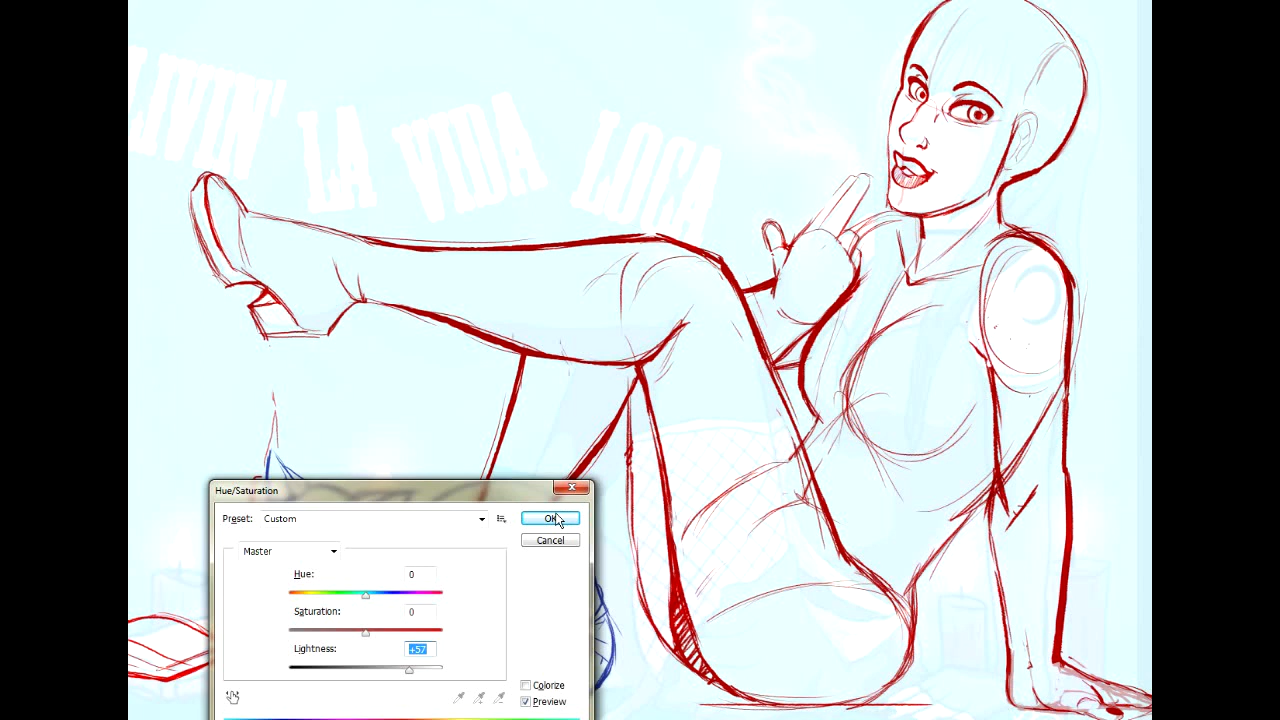 LIVIN' LA VIDA LOCA
Hue/Saturation
Preset: Custom
OK
Cancel
Master
Hue: 0
Saturation: 0
Lightness: +57
Colorize
Preview